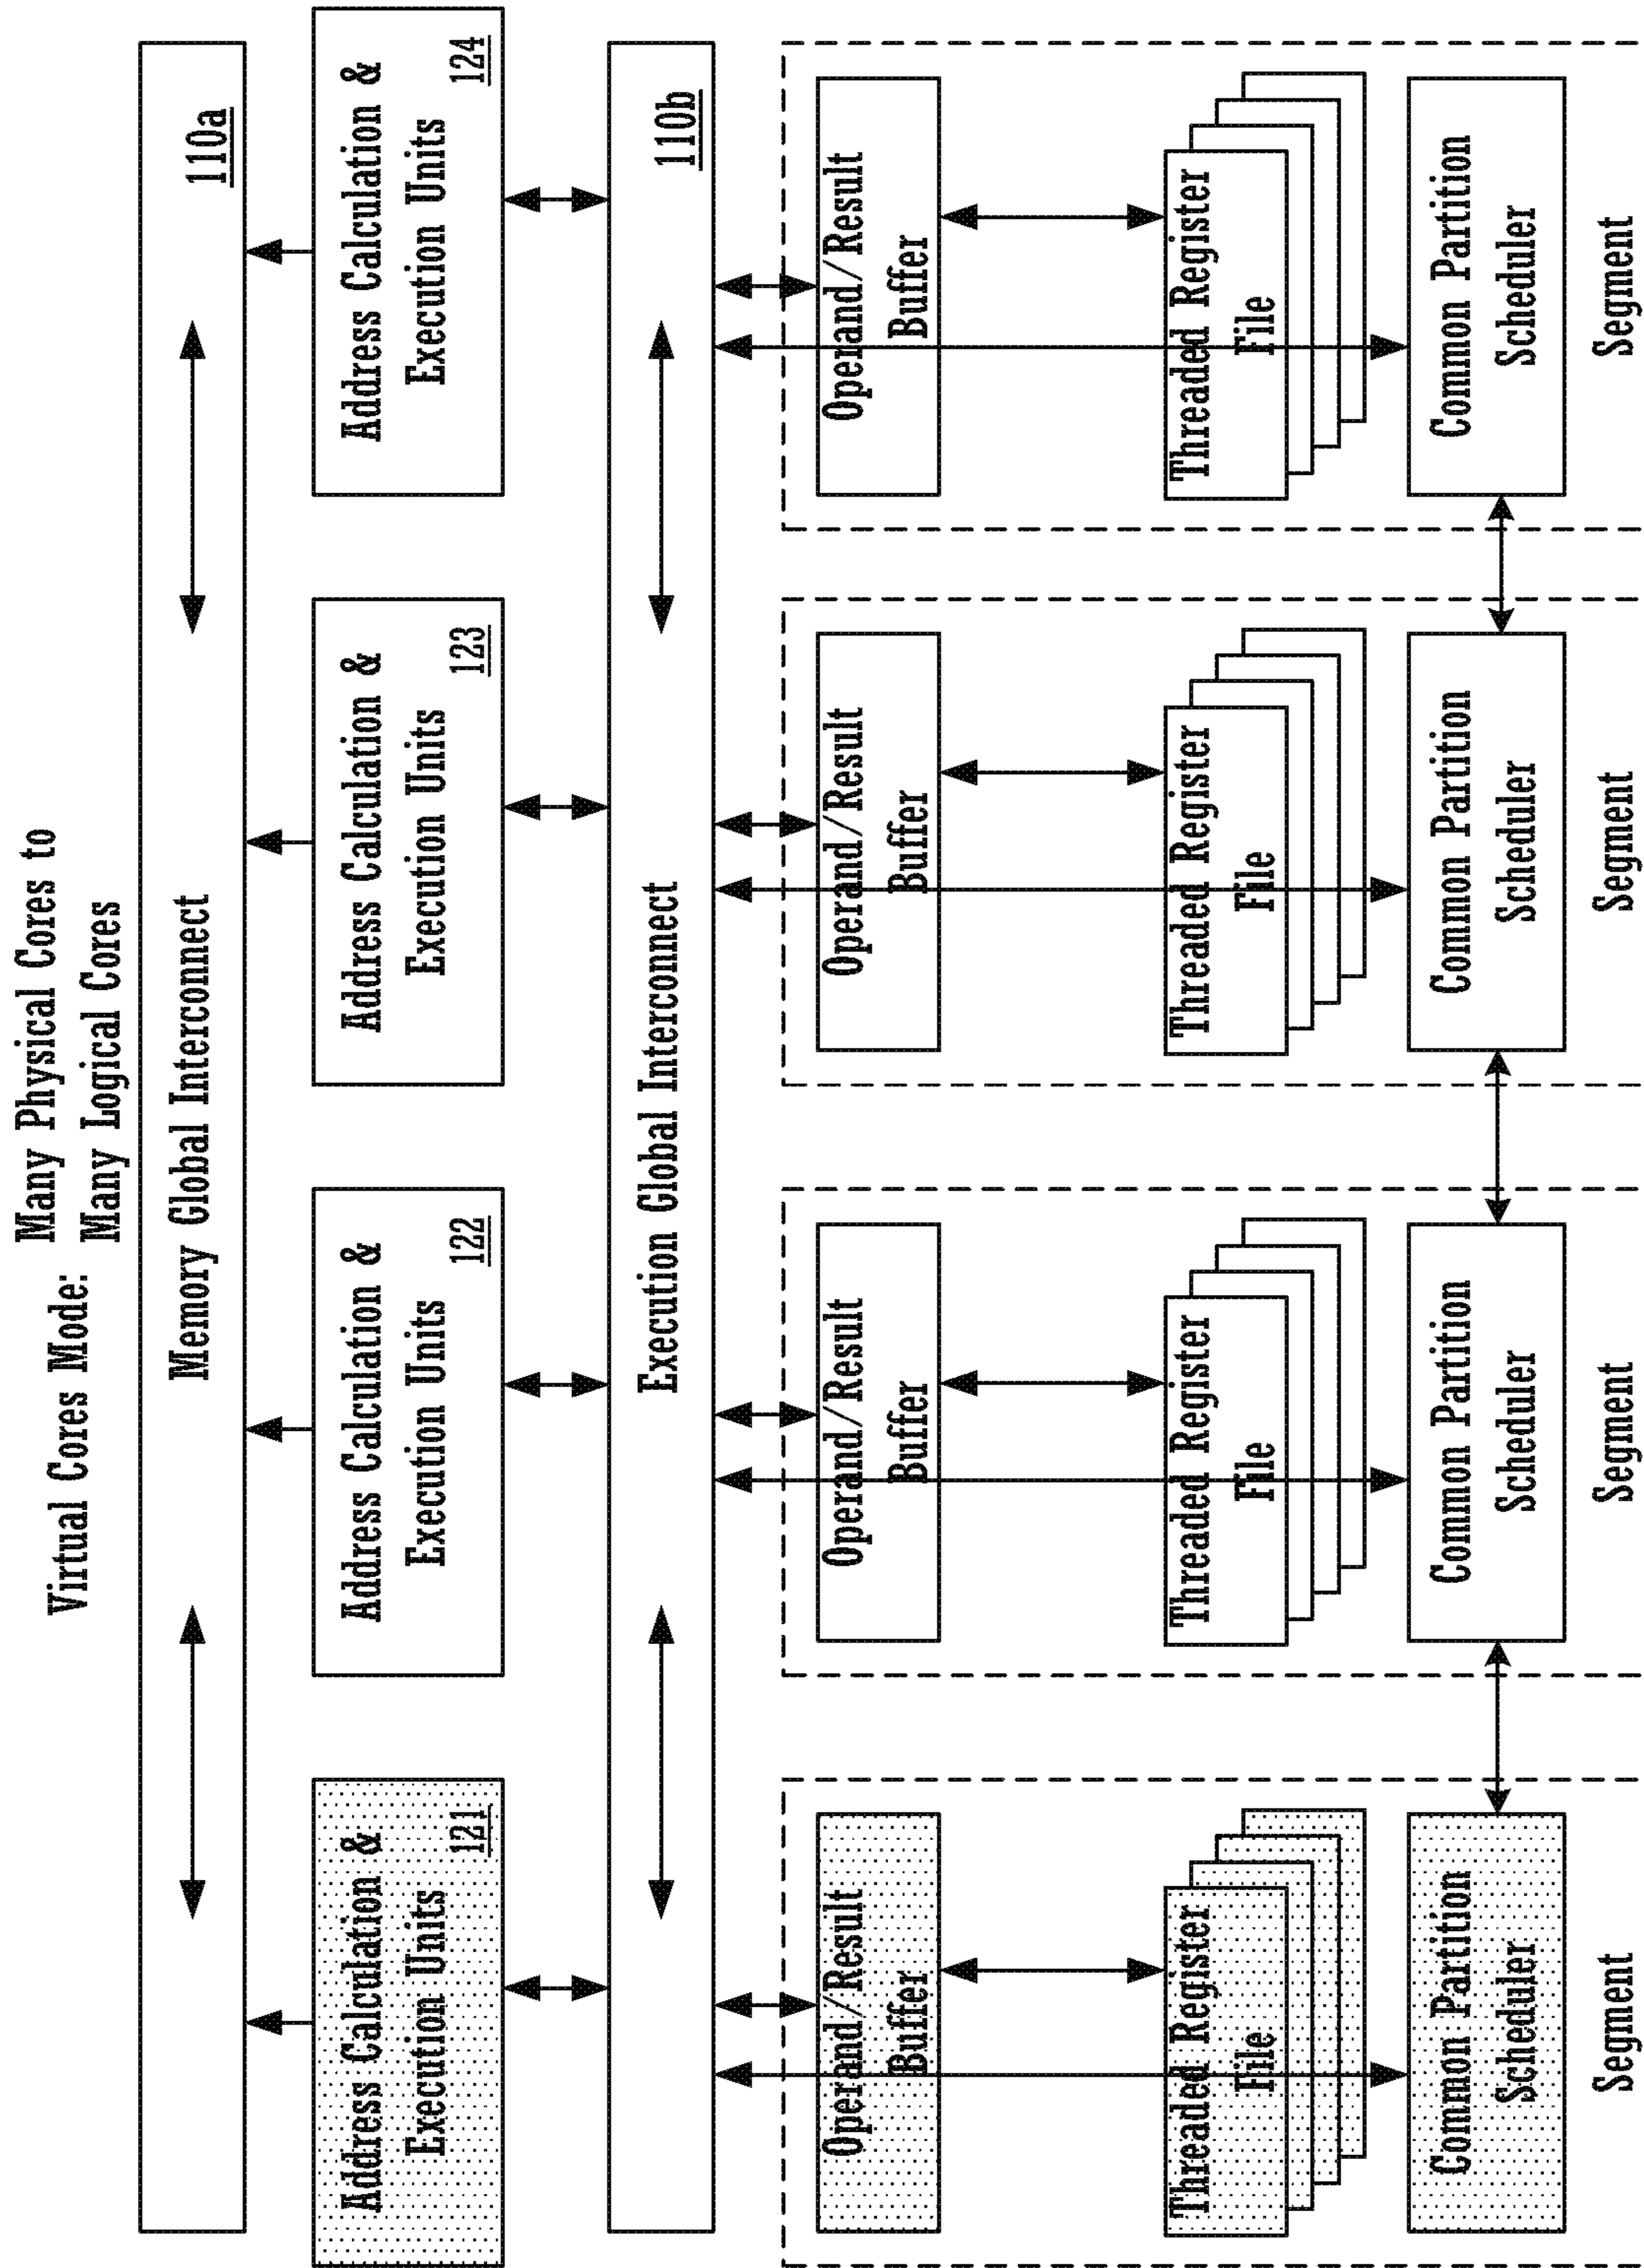 Virtual Cores Mode:
Many Physical Cores to
Many Logical Cores
Memory Global Interconnect
110a
Address Calculation &
Execution Units
121
Address Calculation &
Execution Units
122
Address Calculation &
Execution Units
123
Address Calculation &
Execution Units
124
Execution Global Interconnect
110b
Operand/Result
Buffer
Operand/Result
Buffer
Operand/Result
Buffer
Operand/Result
Buffer
Threaded Register
File
Threaded Register
File
Threaded Register
File
Threaded Register
File
Common Partition
Scheduler
Common Partition
Scheduler
Common Partition
Scheduler
Common Partition
Scheduler
Segment
Segment
Segment
Segment